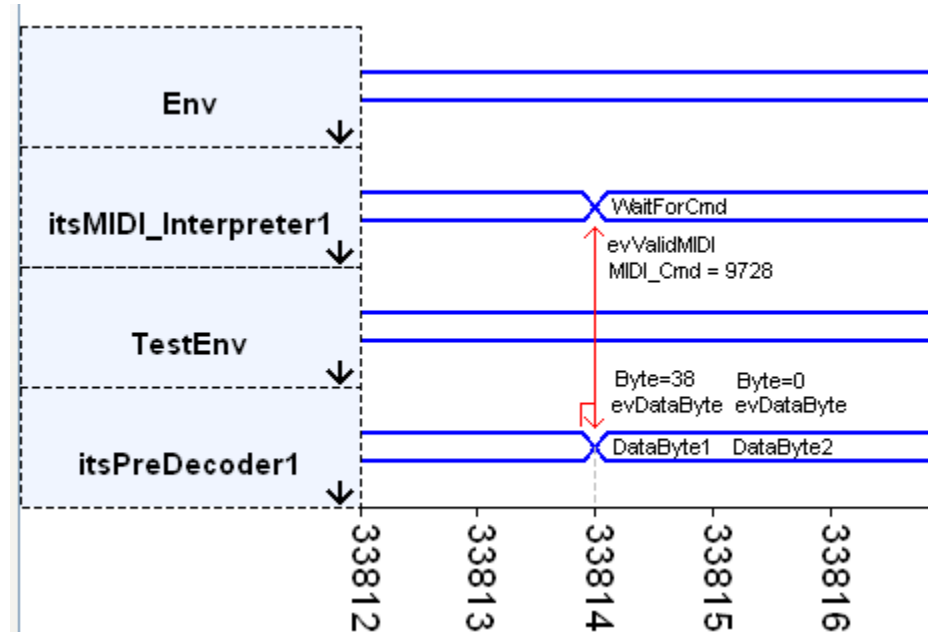 Env
itsMIDI_Interpreter1
WaitForCmd
evValidMIDI
MIDI_Cmd = 9728
TestEnv
Byte=38 Byte=0
evDataByte evDataByte
itsPreDecoder1
DataByte1 DataByte2
33812 33813 33814 33815 33816